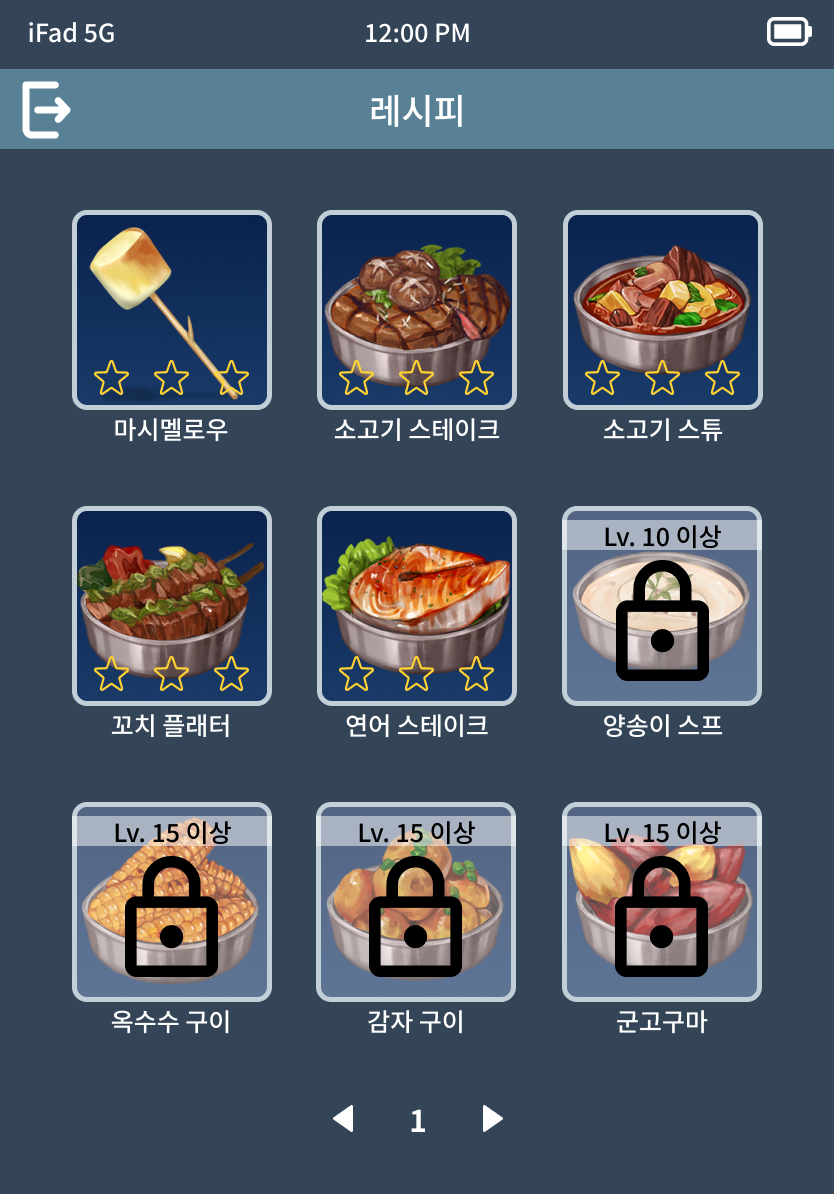 iFad 5G
12:00 PM
레시피
마시멜로우
소고기 스테이크
소고기 스튜
꼬치 플래터
연어 스테이크
Lv. 10 이상
양송이 스프
Lv. 15 이상
옥수수 구이
Lv. 15 이상
감자 구이
Lv. 15 이상
군고구마
1